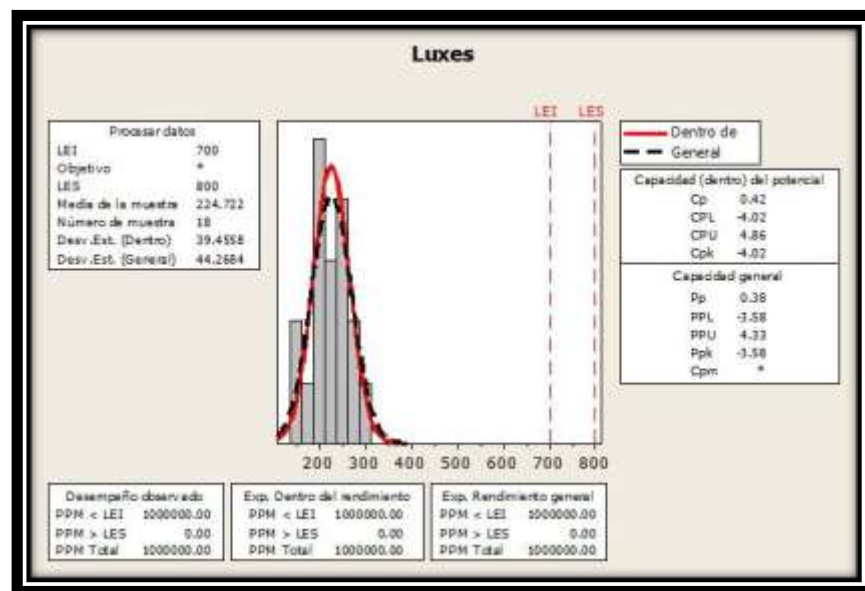 Luxes
LEI LES
Procesar datos
LEI 700
Objetivo *
LES 800
Media de la muestra 224.722
Número de muestra 18
Desv.Est. (Dentro) 39.4558
Desv.Est. (General) 44.2684
Dentro de
General
Capacidad (dentro) del potencial
Cp 0.42
CPL -4.02
CPU 4.86
Cpk -4.02
Capacidad general
Pp 0.38
PPL -3.58
PPU 4.33
Ppk -3.58
Cpm *
200 300 400 500 600 700 800
Desempeño observado
PPM < LEI 1000000.00
PPM > LES 0.00
PPM Total 1000000.00
Exp. Dentro del rendimiento
PPM < LEI 1000000.00
PPM > LES 0.00
PPM Total 1000000.00
Exp. Rendimiento general
PPM < LEI 1000000.00
PPM > LES 0.00
PPM Total 1000000.00